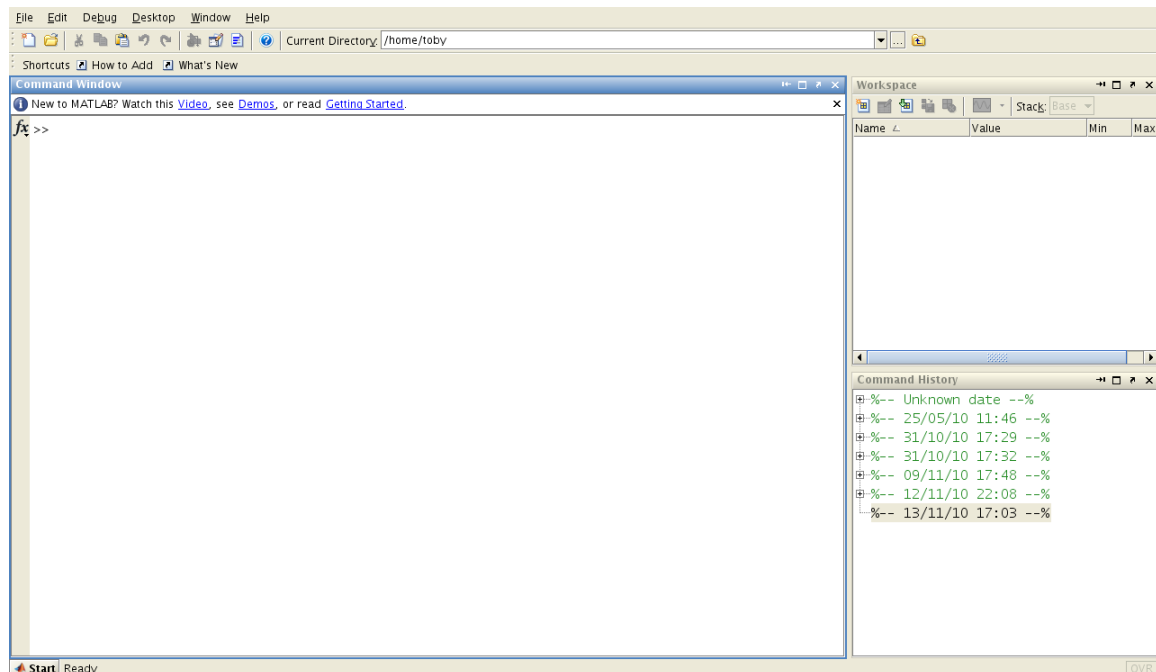 File Edit Debug Desktop Window Help
Current Directory: /home/toby
Shortcuts How to Add What's New
Command Window
New to MATLAB? Watch this Video, see Demos, or read Getting Started.
fx >>
Workspace
Stack: Base
Name Value Min Max
Command History
%-- Unknown date --%
%-- 25/05/10 11:46 --%
%-- 31/10/10 17:29 --%
%-- 31/10/10 17:32 --%
%-- 09/11/10 17:48 --%
%-- 12/11/10 22:08 --%
%-- 13/11/10 17:03 --%
Start Ready
OVR